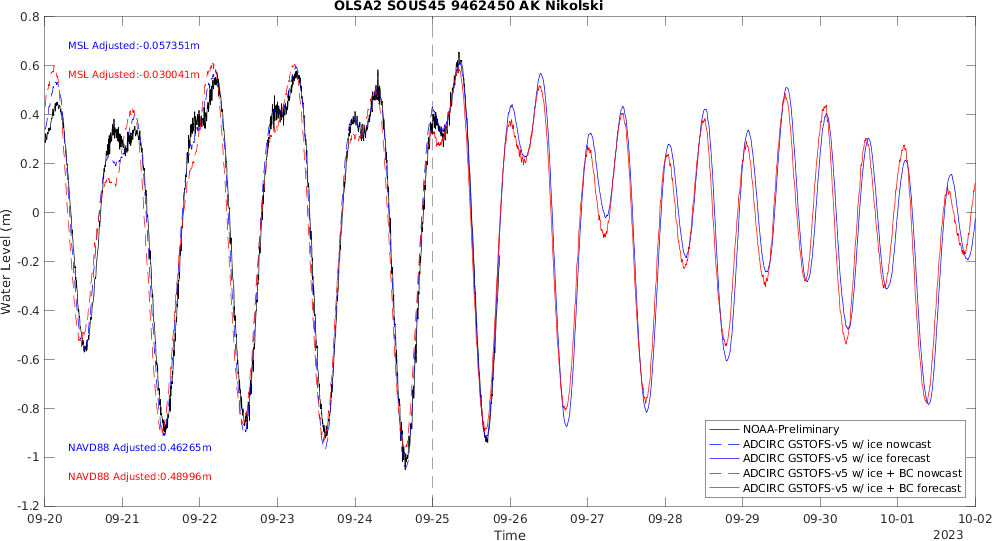 OLSA2 SOUS45 9462450 AK Nikolski
0.8
0.6
0.4
0.2
0
-0.2
-0.4
-0.6
-0.8
-1
-1.2
Water Level (m)
MSL Adjusted:-0.057351m
MSL Adjusted:-0.030041m
NAVD88 Adjusted:0.46265m
NAVD88 Adjusted:0.48996m
NOAA-Preliminary
ADCIRC GSTOFS-v5 w/ ice nowcast
ADCIRC GSTOFS-v5 w/ ice forecast
ADCIRC GSTOFS-v5 w/ ice + BC nowcast
ADCIRC GSTOFS-v5 w/ ice + BC forecast
09-20 09-21 09-22 09-23 09-24 09-25 09-26 09-27 09-28 09-29 09-30 10-01 10-02
Time
2023